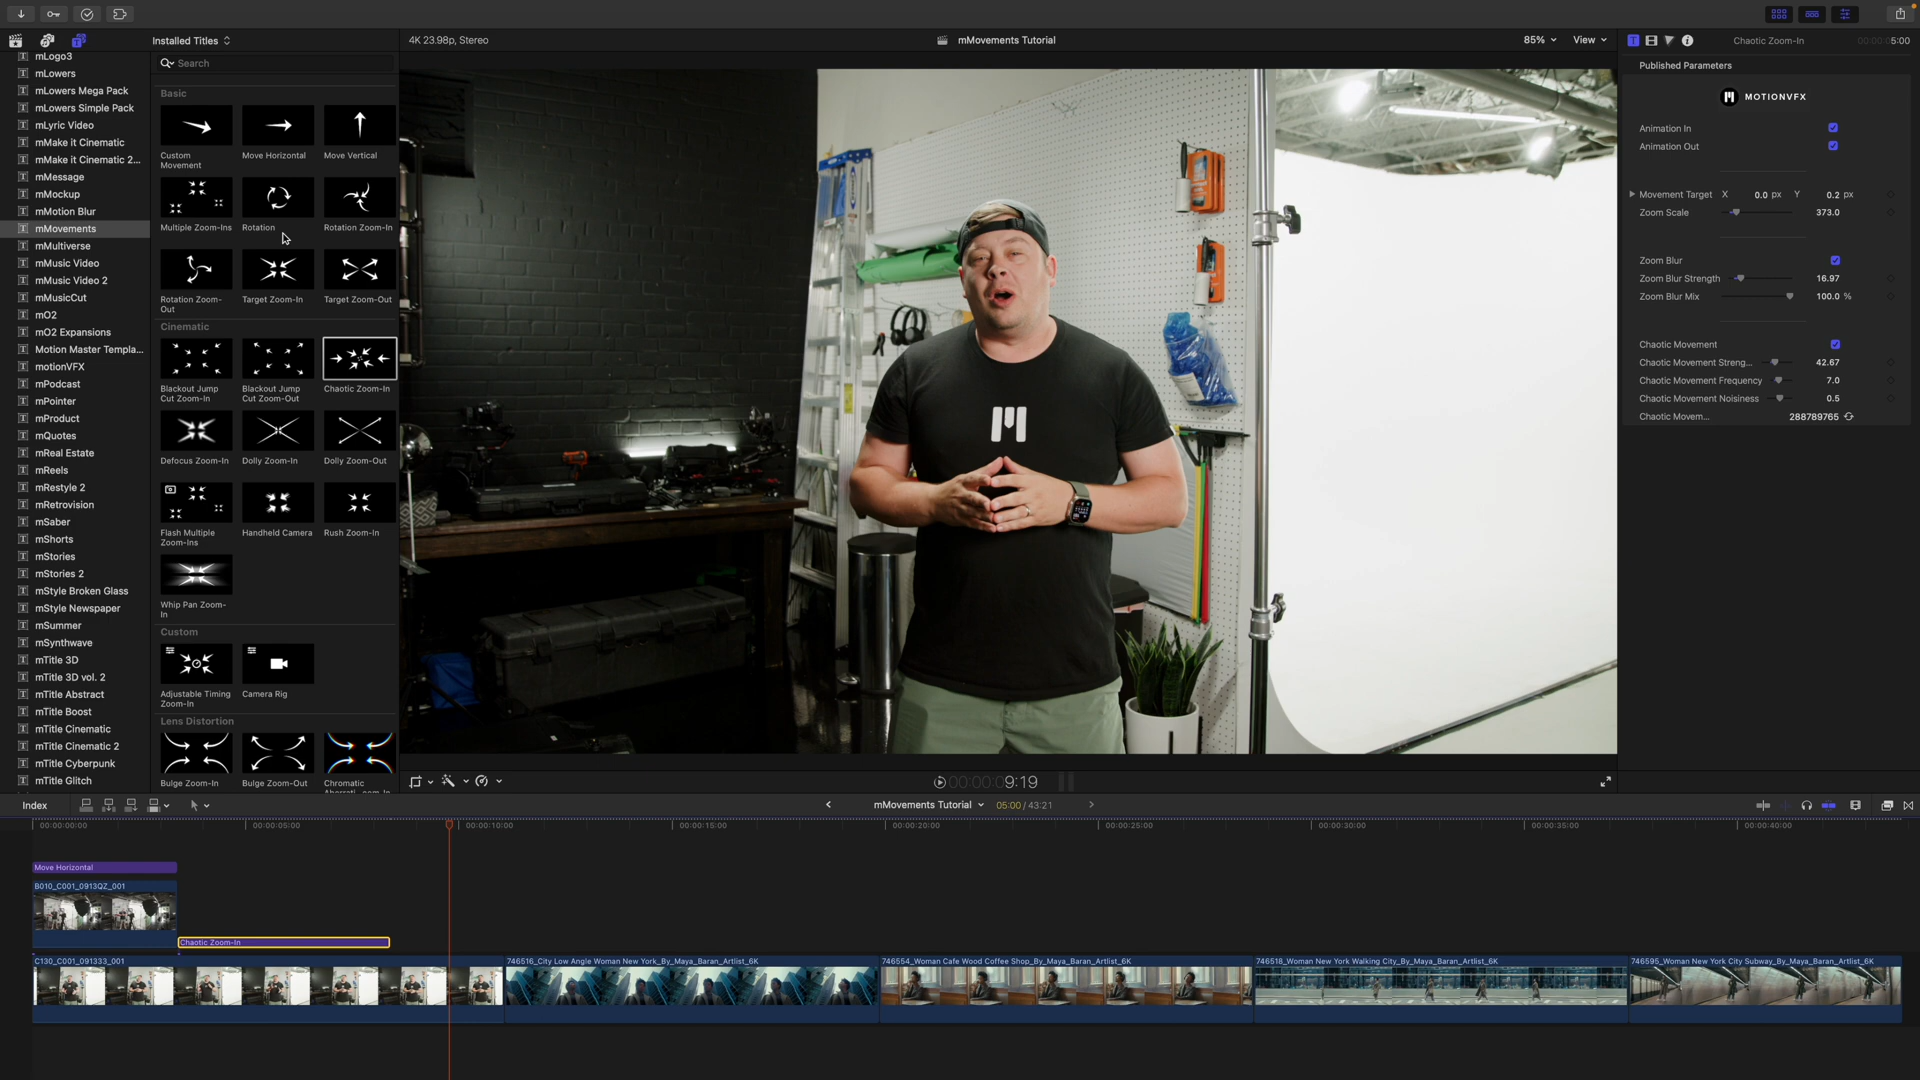 Installed Titles
4K 23.98p, Stereo
mMovements Tutorial
85%
View
Chaotic Zoom-In
00:00:05:00
mLogo3
mLowers
mLowers Mega Pack
mLowers Simple Pack
mLyric Video
mMake it Cinematic
mMake it Cinematic 2...
mMessage
mMockup
mMotion Blur
mMovements
mMultiverse
mMusic Video
mMusic Video 2
mMusicCut
mO2
mO2 Expansions
Motion Master Templa...
motionVFX
mPodcast
mPointer
mProduct
mQuotes
mReal Estate
mReels
mRestyle 2
mRetrovision
mSaber
mShorts
mStories
mStories 2
mStyle Broken Glass
mStyle Newspaper
mSummer
mSynthwave
mTitle 3D
mTitle 3D vol. 2
mTitle Abstract
mTitle Boost
mTitle Cinematic
mTitle Cinematic 2
mTitle Cyberpunk
mTitle Glitch
Search
Basic
Custom Movement
Move Horizontal
Move Vertical
Multiple Zoom-Ins
Rotation
Rotation Zoom-In
Rotation Zoom-Out
Target Zoom-In
Target Zoom-Out
Cinematic
Blackout Jump Cut Zoom-In
Blackout Jump Cut Zoom-Out
Chaotic Zoom-In
Defocus Zoom-In
Dolly Zoom-In
Dolly Zoom-Out
Flash Multiple Zoom-Ins
Handheld Camera
Rush Zoom-In
Whip Pan Zoom-In
Custom
Adjustable Timing Zoom-In
Camera Rig
Lens Distortion
Bulge Zoom-In
Bulge Zoom-Out
Chromatic
Published Parameters
MOTIONVFX
Animation In
Animation Out
Movement Target X 0.0 px Y 0.2 px
Zoom Scale 373.0
Zoom Blur
Zoom Blur Strength 16.97
Zoom Blur Mix 100.0 %
Chaotic Movement
Chaotic Movement Streng... 42.67
Chaotic Movement Frequency 7.0
Chaotic Movement Noisiness 0.5
Chaotic Movem... 288789765
00:00:09:19
Index
mMovements Tutorial
05:00 / 43:21
00:00:00:00
00:00:05:00
00:00:10:00
00:00:15:00
00:00:20:00
00:00:25:00
00:00:30:00
00:00:35:00
00:00:40:00
Move Horizontal
B010_C001_0913QZ_001
Chaotic Zoom-In
C130_C001_091333_001
746516_City Low Angle Woman New York_By_Maya_Baran_Artlist_6K
746554_Woman Cafe Wood Coffee Shop_By_Maya_Baran_Artlist_6K
746518_Woman New York Walking City_By_Maya_Baran_Artlist_6K
746595_Woman New York City Subway_By_Maya_Baran_Artlist_6K